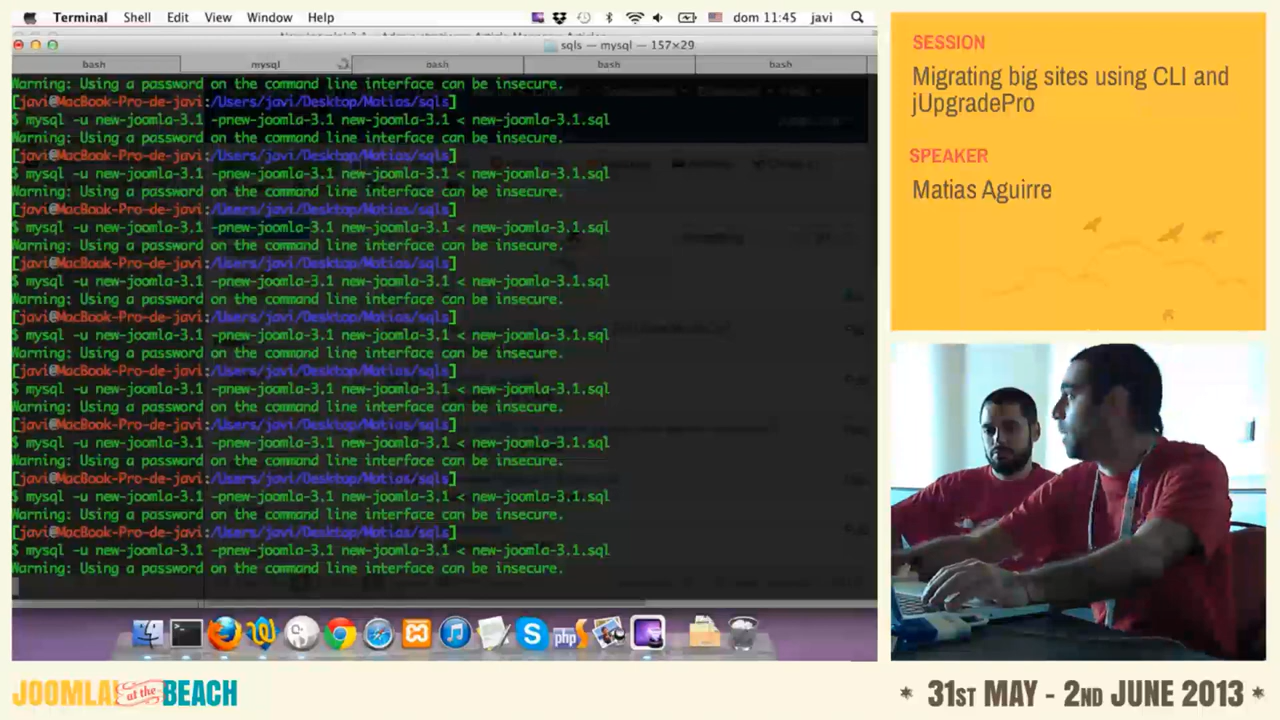 Terminal Shell Edit View Window Help dom 11:45 javi
sqls — mysql — 157×29
bash mysql bash bash bash
Warning: Using a password on the command line interface can be insecure.
[javi@MacBook-Pro-de-javi:/Users/javi/Desktop/Matias/sqls]
$ mysql -u new-joomla-3.1 -pnew-joomla-3.1 new-joomla-3.1 < new-joomla-3.1.sql
Warning: Using a password on the command line interface can be insecure.
[javi@MacBook-Pro-de-javi:/Users/javi/Desktop/Matias/sqls]
$ mysql -u new-joomla-3.1 -pnew-joomla-3.1 new-joomla-3.1 < new-joomla-3.1.sql
Warning: Using a password on the command line interface can be insecure.
[javi@MacBook-Pro-de-javi:/Users/javi/Desktop/Matias/sqls]
$ mysql -u new-joomla-3.1 -pnew-joomla-3.1 new-joomla-3.1 < new-joomla-3.1.sql
Warning: Using a password on the command line interface can be insecure.
[javi@MacBook-Pro-de-javi:/Users/javi/Desktop/Matias/sqls]
$ mysql -u new-joomla-3.1 -pnew-joomla-3.1 new-joomla-3.1 < new-joomla-3.1.sql
Warning: Using a password on the command line interface can be insecure.
[javi@MacBook-Pro-de-javi:/Users/javi/Desktop/Matias/sqls]
$ mysql -u new-joomla-3.1 -pnew-joomla-3.1 new-joomla-3.1 < new-joomla-3.1.sql
Warning: Using a password on the command line interface can be insecure.
[javi@MacBook-Pro-de-javi:/Users/javi/Desktop/Matias/sqls]
$ mysql -u new-joomla-3.1 -pnew-joomla-3.1 new-joomla-3.1 < new-joomla-3.1.sql
Warning: Using a password on the command line interface can be insecure.
[javi@MacBook-Pro-de-javi:/Users/javi/Desktop/Matias/sqls]
$ mysql -u new-joomla-3.1 -pnew-joomla-3.1 new-joomla-3.1 < new-joomla-3.1.sql
Warning: Using a password on the command line interface can be insecure.
[javi@MacBook-Pro-de-javi:/Users/javi/Desktop/Matias/sqls]
$ mysql -u new-joomla-3.1 -pnew-joomla-3.1 new-joomla-3.1 < new-joomla-3.1.sql
Warning: Using a password on the command line interface can be insecure.
[javi@MacBook-Pro-de-javi:/Users/javi/Desktop/Matias/sqls]
$ mysql -u new-joomla-3.1 -pnew-joomla-3.1 new-joomla-3.1 < new-joomla-3.1.sql
Warning: Using a password on the command line interface can be insecure.
php
SESSION
Migrating big sites using CLI and
jUpgradePro
SPEAKER
Matias Aguirre
JOOMLA! at the BEACH
* 31ST MAY - 2ND JUNE 2013 *